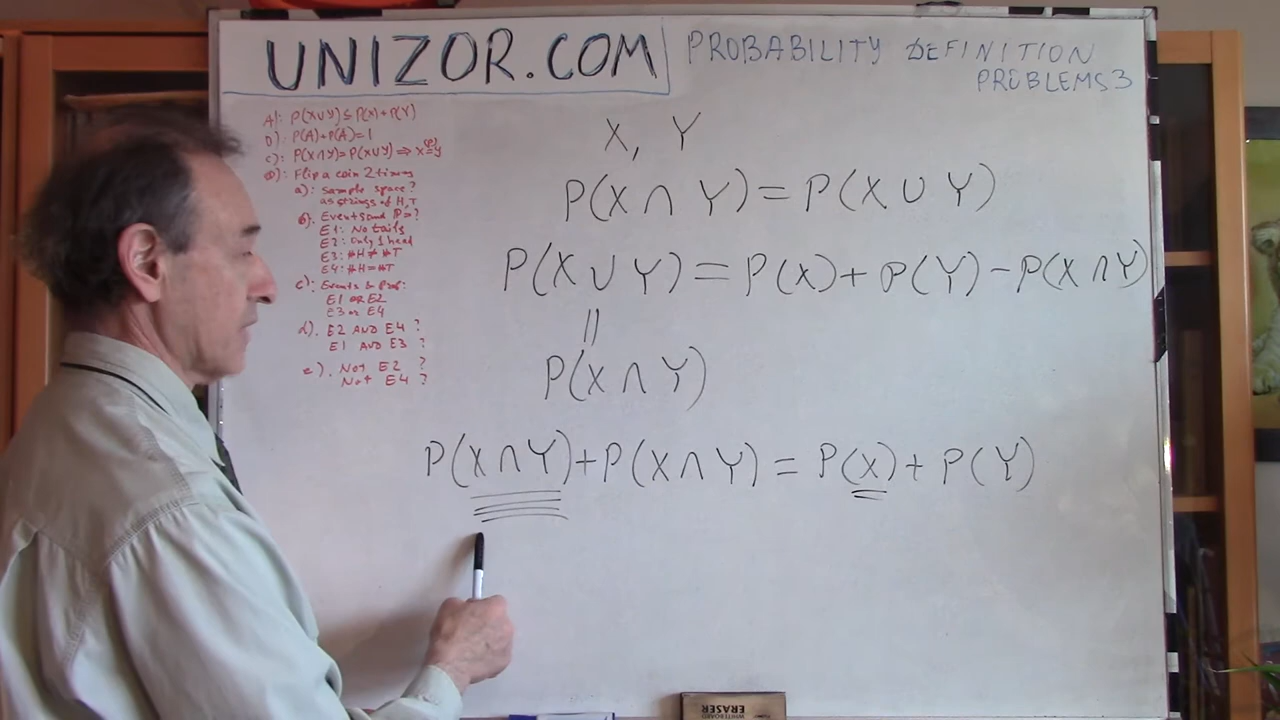 UNIZOR.COM
PROBABILITY DEFINITION
PROBLEMS 3
A): P(X∪Y) ≤ P(X)+P(Y)
P(A)+P(A)=1
c): P(X∩Y)=P(X∪Y) ⇒ X=Y
Flip a coin 2 times
a): Sample space?
as strings of H,T
b). Events and P=?
E1: No tails
E2: Only 1 head
E3: #H≠#T
E4: #H=#T
c): Events & Prob:
E1 OR E2
E3 or E4
d). E2 AND E4 ?
E1 AND E3 ?
e). Not E2 ?
Not E4 ?
X, Y
P(X ∩ Y) = P(X ∪ Y)
P(X ∪ Y) = P(X) + P(Y) - P(X ∩ Y)
||
P(X ∩ Y)
P(X ∩ Y) + P(X ∩ Y) = P(X) + P(Y)
ERASER